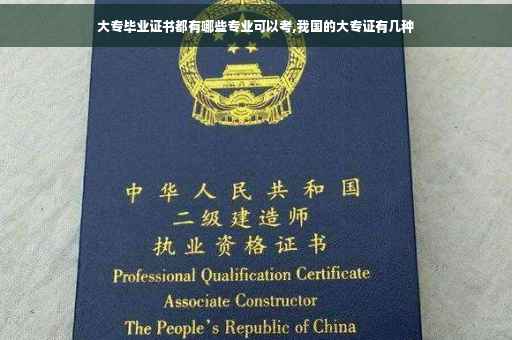 大专毕业证书都有哪些专业可以考,我国的大专证有几种
中华人民共和国
二级建造师
执业资格证书
Professional Qualification Certificate
Associate Constructor
The People's Republic of China